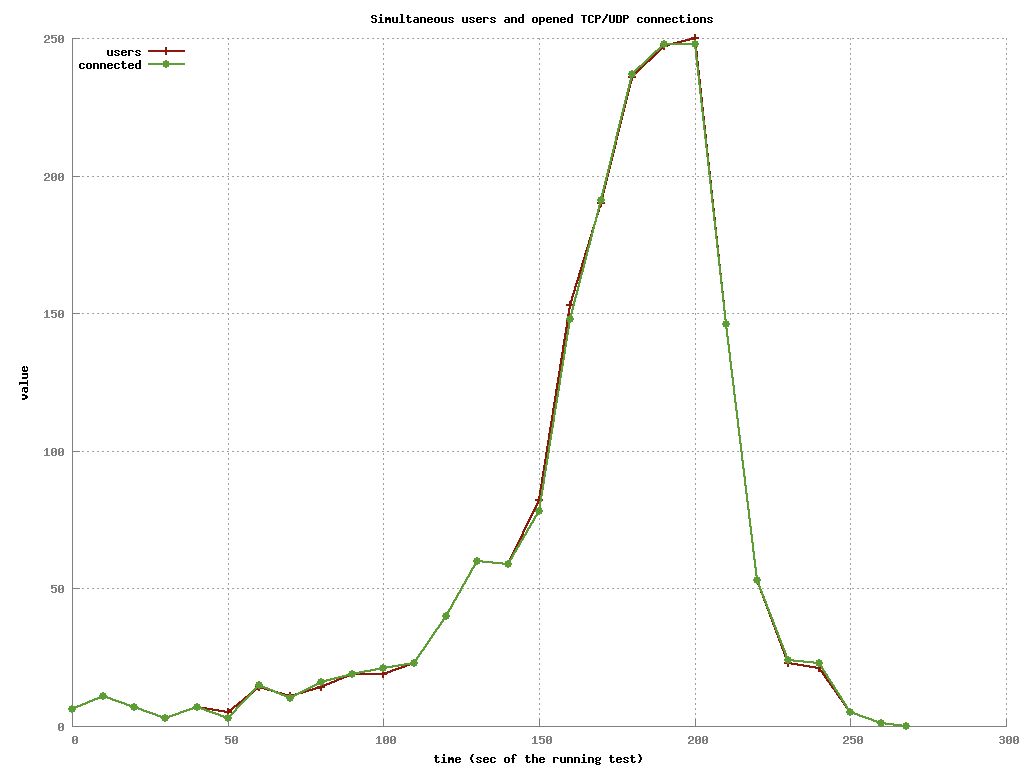 Simultaneous users and opened TCP/UDP connections
250
users
connected
200
150
value
100
50
0
0 50 100 150 200 250 300
time (sec of the running test)